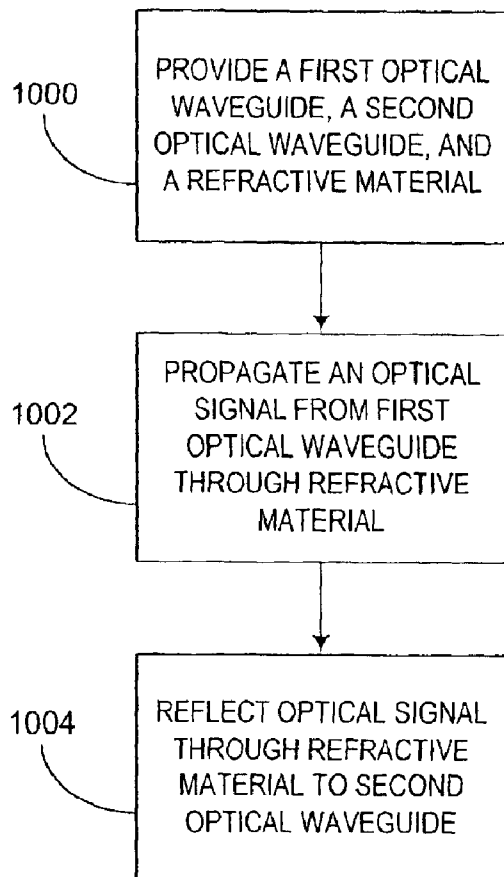 1000
PROVIDE A FIRST OPTICAL
WAVEGUIDE, A SECOND
OPTICAL WAVEGUIDE, AND
A REFRACTIVE MATERIAL
1002
PROPAGATE AN OPTICAL
SIGNAL FROM FIRST
OPTICAL WAVEGUIDE
THROUGH REFRACTIVE
MATERIAL
1004
REFLECT OPTICAL SIGNAL
THROUGH REFRACTIVE
MATERIAL TO SECOND
OPTICAL WAVEGUIDE